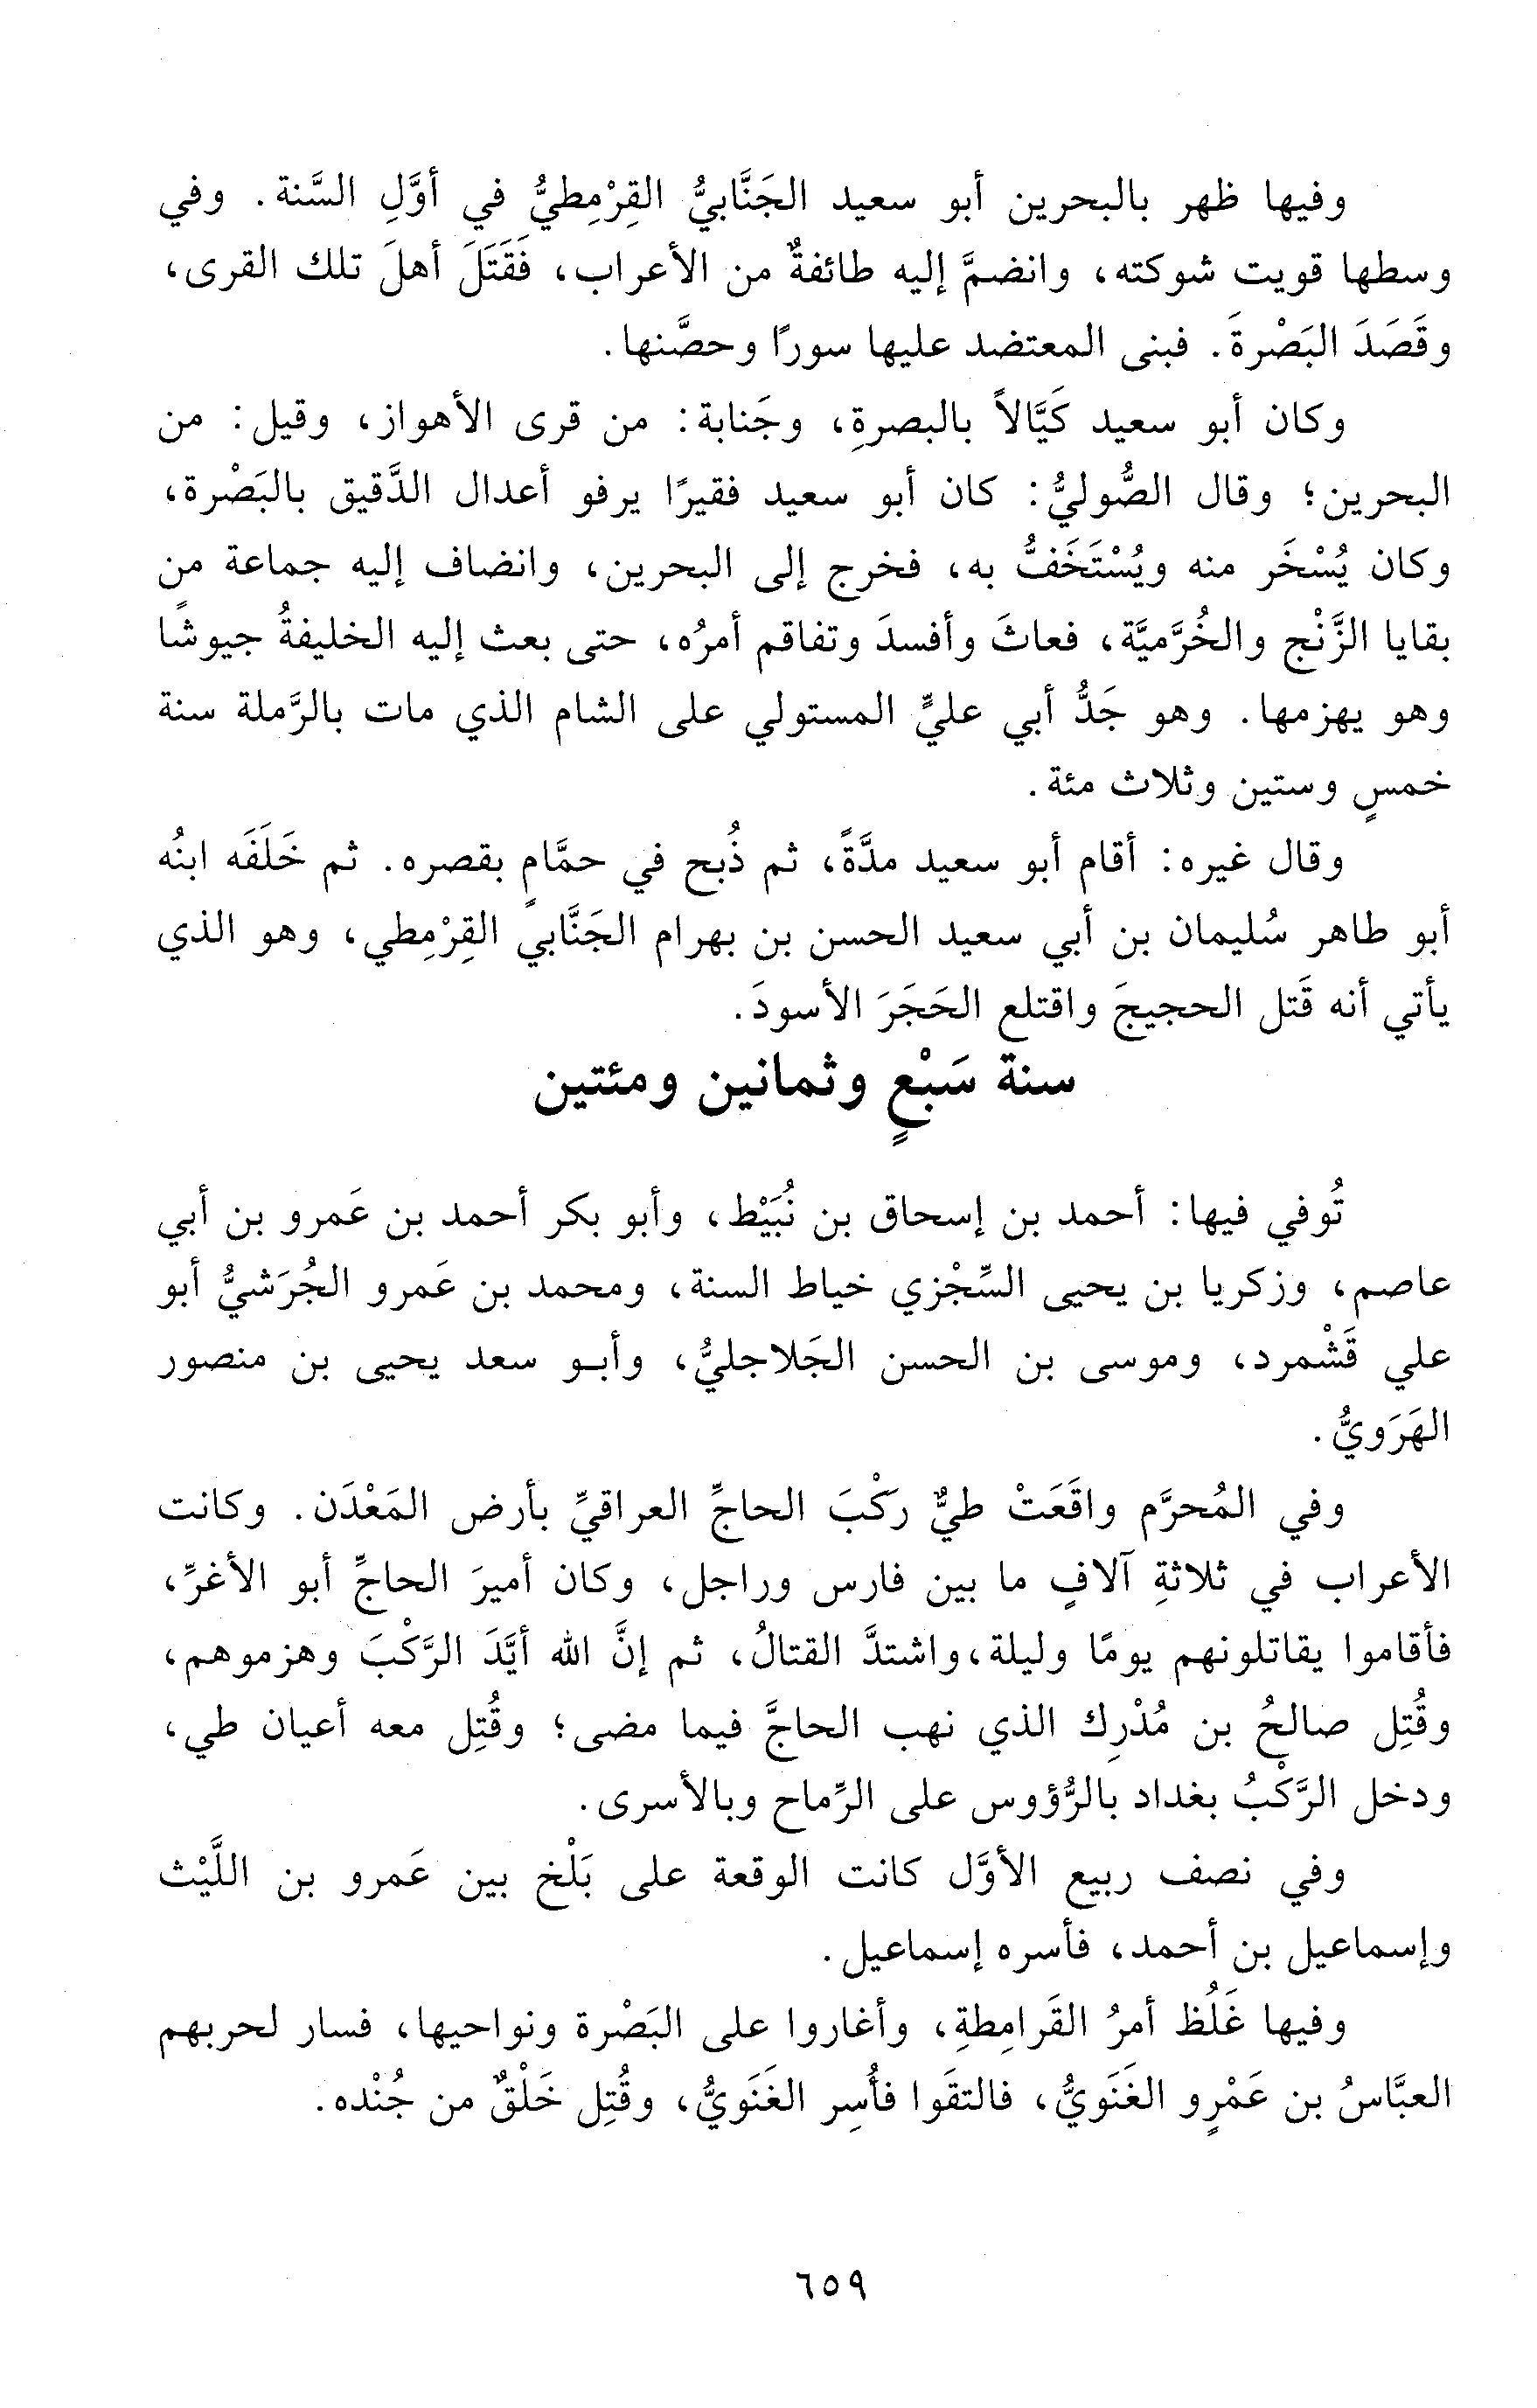 وفيها ظهر بالبحرين أبو سعيد الجَنَّابيُّ القِرْمِطيُّ في أوَّلِ السَّنة. وفي
وسطها قويت شوكته، وانضمَّ إليه طائفةٌ من الأعراب، فَقَتَلَ أهلَ تلك القرى،
وقَصَدَ البَصْرةَ. فبنى المعتضد عليها سورًا وحصَّنها.
وكان أبو سعيد كَيَّالاً بالبصرةِ، وجَنابة: من قرى الأهواز، وقيل: من
البحرين؛ وقال الصُّوليُّ: كان أبو سعيد فقيرًا يرفو أعدال الدَّقيق بالبَصْرة،
وكان يُسْخَر منه ويُسْتَخَفُّ به، فخرج إلى البحرين، وانضاف إليه جماعة من
بقايا الزَّنْج والخُرَّميَّة، فعاثَ وأفسدَ وتفاقم أمرُه، حتى بعث إليه الخليفةُ جيوشًا
وهو يهزمها. وهو جَدُّ أبي عليٍّ المستولي على الشام الذي مات بالرَّملة سنة
خمسٍ وستين وثلاث مئة.
وقال غيره: أقام أبو سعيد مدَّةً، ثم ذُبح في حمَّامٍ بقصره. ثم خَلَفَه ابنُه
أبو طاهر سُليمان بن أبي سعيد الحسن بن بهرام الجَنَّابي القِرْمِطي، وهو الذي
يأتي أنه قَتل الحجيجَ واقتلع الحَجَرَ الأسودَ.
سنة سَبْعٍ وثمانين ومئتين
تُوفي فيها: أحمد بن إسحاق بن نُبَيْط، وأبو بكر أحمد بن عَمرو بن أبي
عاصم، وزكريا بن يحيى السِّجْزي خياط السنة، ومحمد بن عَمرو الجُرَشيُّ أبو
علي قَشْمرد، وموسى بن الحسن الجَلاجليُّ، وأبو سعد يحيى بن منصور
الهَرَويُّ.
وفي المُحرَّم واقَعَتْ طيٌّ رَكْبَ الحاجِّ العراقيِّ بأرض المَعْدَن. وكانت
الأعراب في ثلاثةِ آلافٍ ما بين فارس وراجل، وكان أميرَ الحاجِّ أبو الأغرِّ،
فأقاموا يقاتلونهم يومًا وليلة، واشتدَّ القتالُ، ثم إنَّ الله أيَّدَ الرَّكْبَ وهزموهم،
وقُتِل صالحُ بن مُدْرِك الذي نهب الحاجَّ فيما مضى؛ وقُتِل معه أعيان طي،
ودخل الرَّكْبُ بغداد بالرُّؤوس على الرِّماح وبالأسرى.
وفي نصف ربيع الأوَّل كانت الوقعة على بَلْخ بين عَمرو بن اللَّيْث
وإسماعيل بن أحمد، فأسره إسماعيل.
وفيها غَلُظ أمرُ القَرامِطةِ، وأغاروا على البَصْرة ونواحيها، فسار لحربهم
العبَّاسُ بن عَمْرٍو الغَنَويُّ، فالتقَوا فأُسِر الغَنَويُّ، وقُتِل خَلْقٌ من جُنْده.
٦٥٩